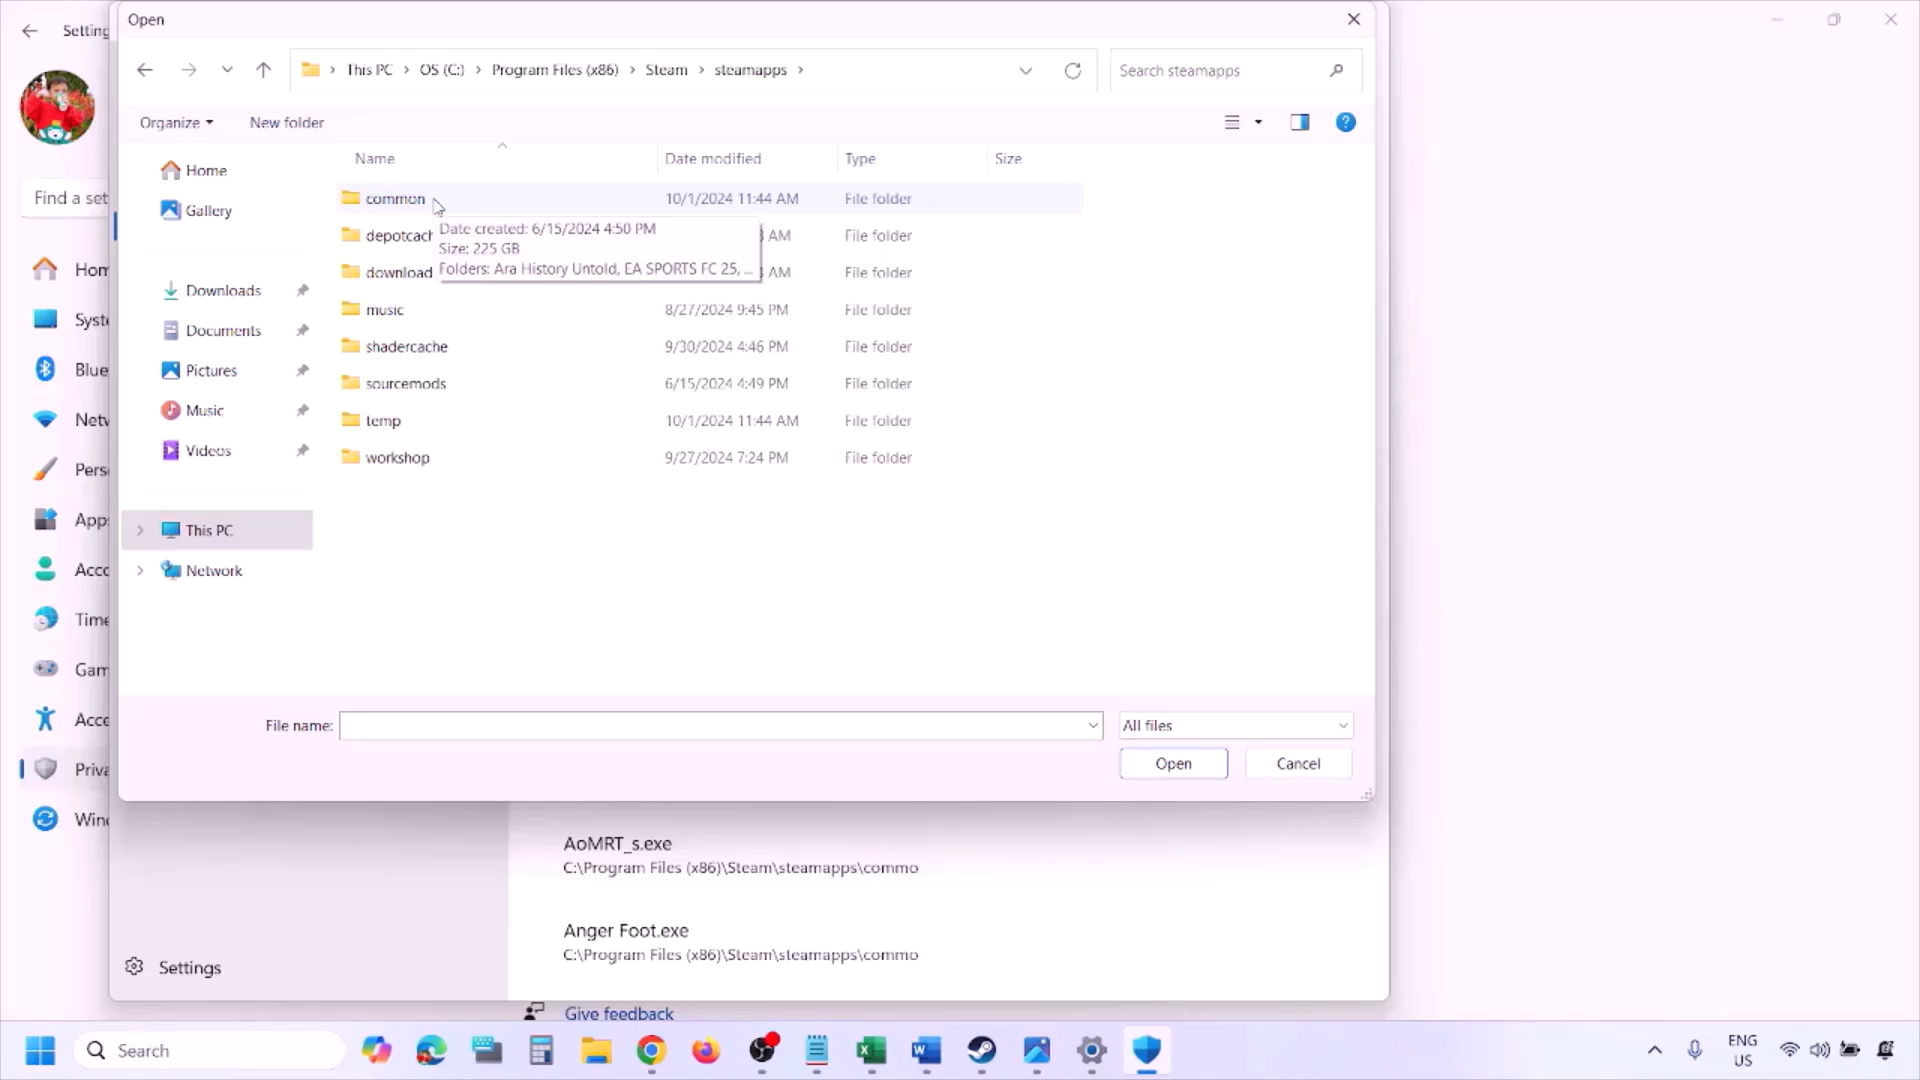 Setting
Open
This PC
OS (C:)
Program Files (x86)
Steam
steamapps
Search steamapps
Organize
New folder
Name
Date modified
Type
Size
Home
Gallery
Downloads
Documents
Pictures
Music
Videos
This PC
Network
common 10/1/2024 11:44 AM File folder
depotcach AM File folder
download AM File folder
Date created: 6/15/2024 4:50 PM
Size: 225 GB
Folders: Ara History Untold, EA SPORTS FC 25, ...
music 8/27/2024 9:45 PM File folder
shadercache 9/30/2024 4:46 PM File folder
sourcemods 6/15/2024 4:49 PM File folder
temp 10/1/2024 11:44 AM File folder
workshop 9/27/2024 7:24 PM File folder
File name:
All files
Open
Cancel
Find a set
Hom
Syste
Blue
Netw
Pers
Apps
Acco
Time
Gam
Acce
Priva
Wind
AoMRT_s.exe
C:\Program Files (x86)\Steam\steamapps\commo
Anger Foot.exe
C:\Program Files (x86)\Steam\steamapps\commo
Settings
Give feedback
Search
ENG
US